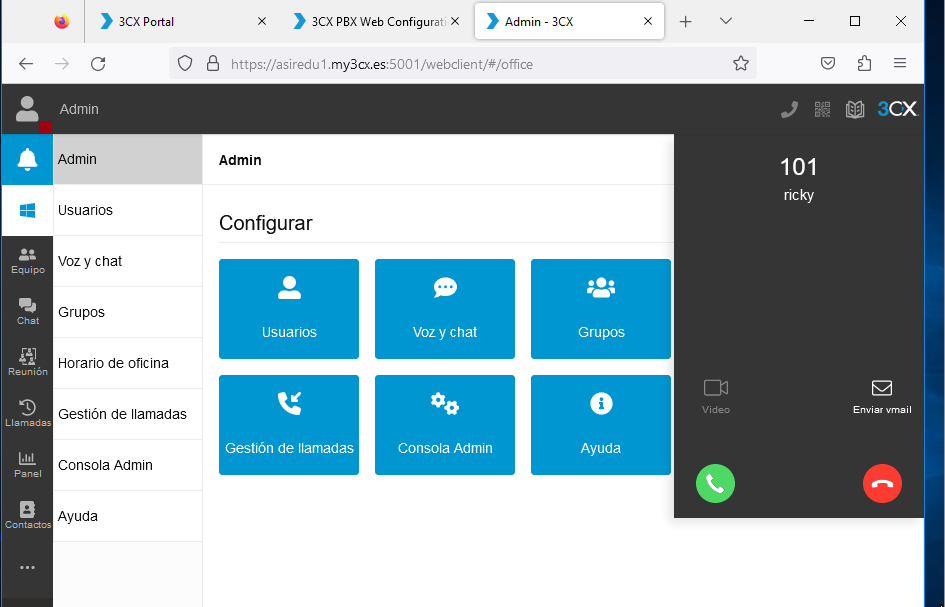 3CX Portal
3CX PBX Web Configurati
Admin - 3CX
https://asiredu1.my3cx.es:5001/webclient/#/office
Admin
3CX
Equipo
Chat
Reunión
Llamadas
Panel
Contactos
Admin
Usuarios
Voz y chat
Grupos
Horario de oficina
Gestión de llamadas
Consola Admin
Ayuda
Admin
Configurar
Usuarios
Voz y chat
Grupos
Gestión de llamadas
Consola Admin
Ayuda
101
ricky
Video
Enviar vmail